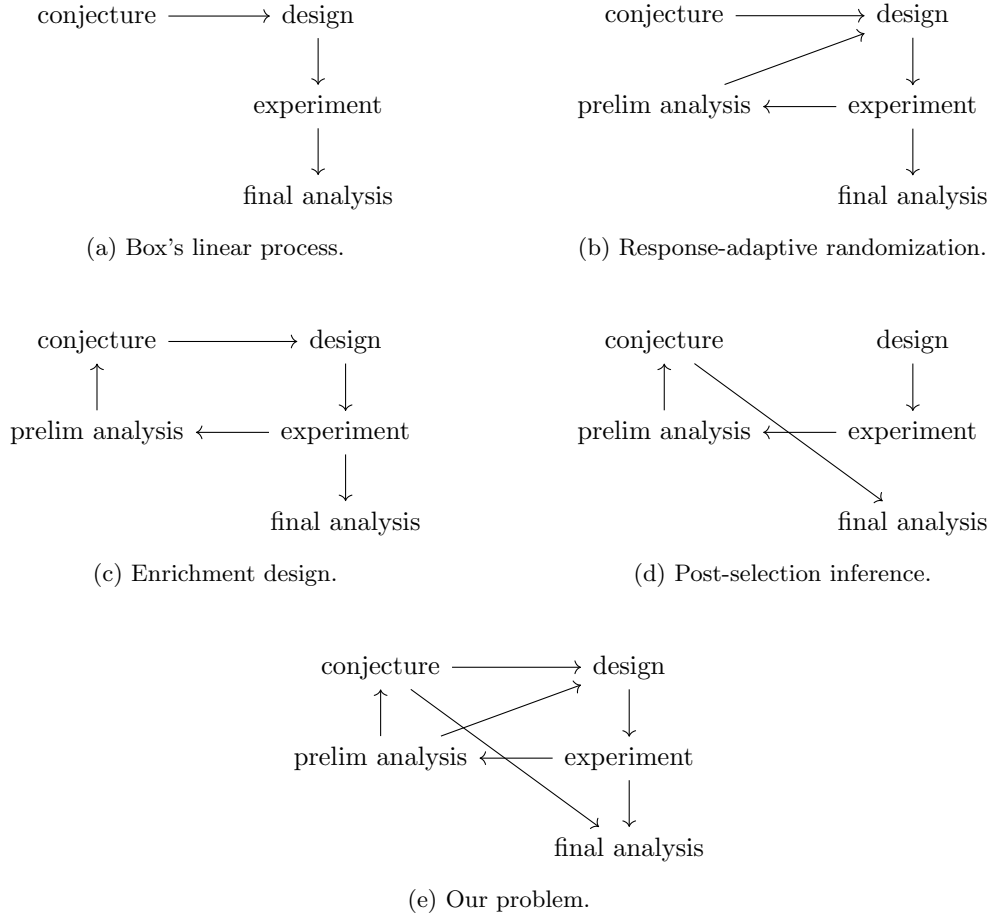 conjecture design
experiment
final analysis
(a) Box's linear process.
conjecture design
prelim analysis experiment
final analysis
(b) Response-adaptive randomization.
conjecture design
prelim analysis experiment
final analysis
(c) Enrichment design.
conjecture design
prelim analysis experiment
final analysis
(d) Post-selection inference.
conjecture design
prelim analysis experiment
final analysis
(e) Our problem.